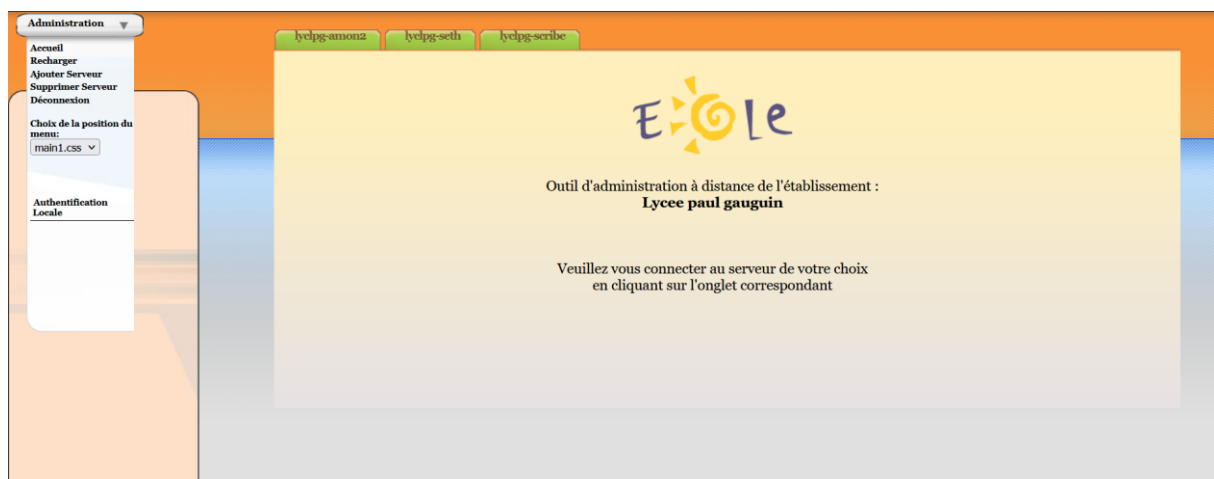 Administration
Accueil
Recharger
Ajouter Serveur
Supprimer Serveur
Déconnexion
Choix de la position du
menu:
main1.css
Authentification
Locale
lyclpg-amon2 lyclpg-seth lyclpg-scribe
EOLE
Outil d'administration à distance de l'établissement :
Lycee paul gauguin
Veuillez vous connecter au serveur de votre choix
en cliquant sur l'onglet correspondant